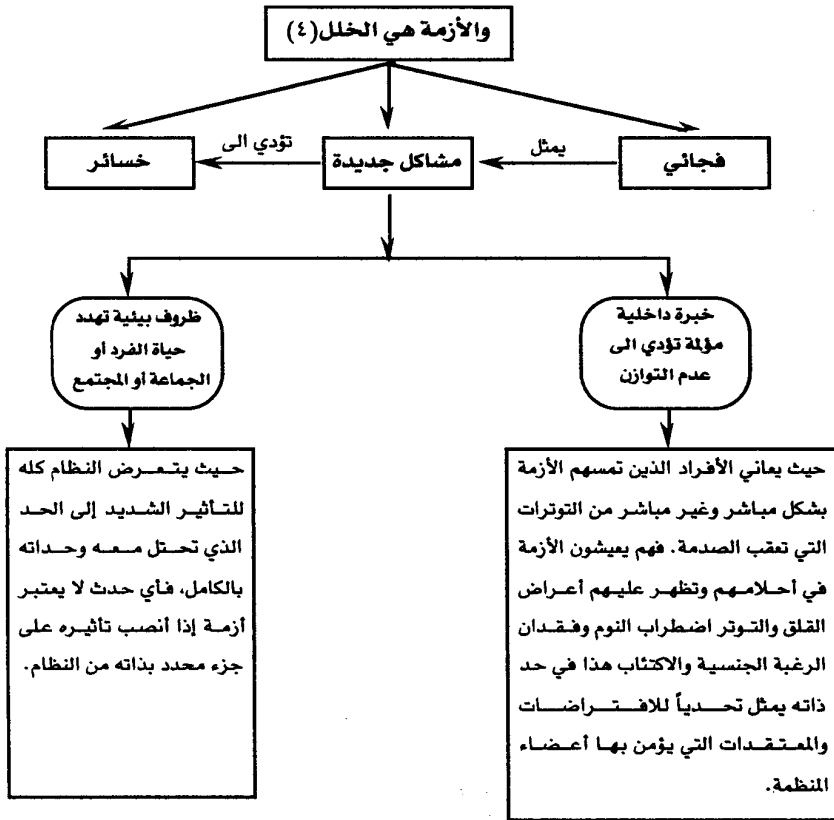 والأزمة هي الخلل(٤)
فجائي
يمثل
مشاكل جديدة
تؤدي الى
خسائر
خبرة داخلية
مؤلمة تؤدي الى
عدم التوازن
ظروف بيئية تهدد
حياة الفرد أو
الجماعة أو المجتمع
حيث يعاني الأفراد الذين تمسهم الأزمة
بشكل مباشر وغير مباشر من التوترات
التي تعقب الصدمة. فهم يعيشون الأزمة
في أحلامهم وتظهر عليهم أعراض
القلق والتوتر اضطراب النوم وفقدان
الرغبة الجنسية والاكتئاب هذا في حد
ذاته يمثل تحدياً للافتراضات
والمعتقدات التي يؤمن بها أعضاء
المنظمة.
حيث يتعرض النظام كله
للتأثير الشديد إلى الحد
الذي تحتل معه وحداته
بالكامل، فأي حدث لا يعتبر
أزمة إذا أنصب تأثيره على
جزء محدد بذاته من النظام.